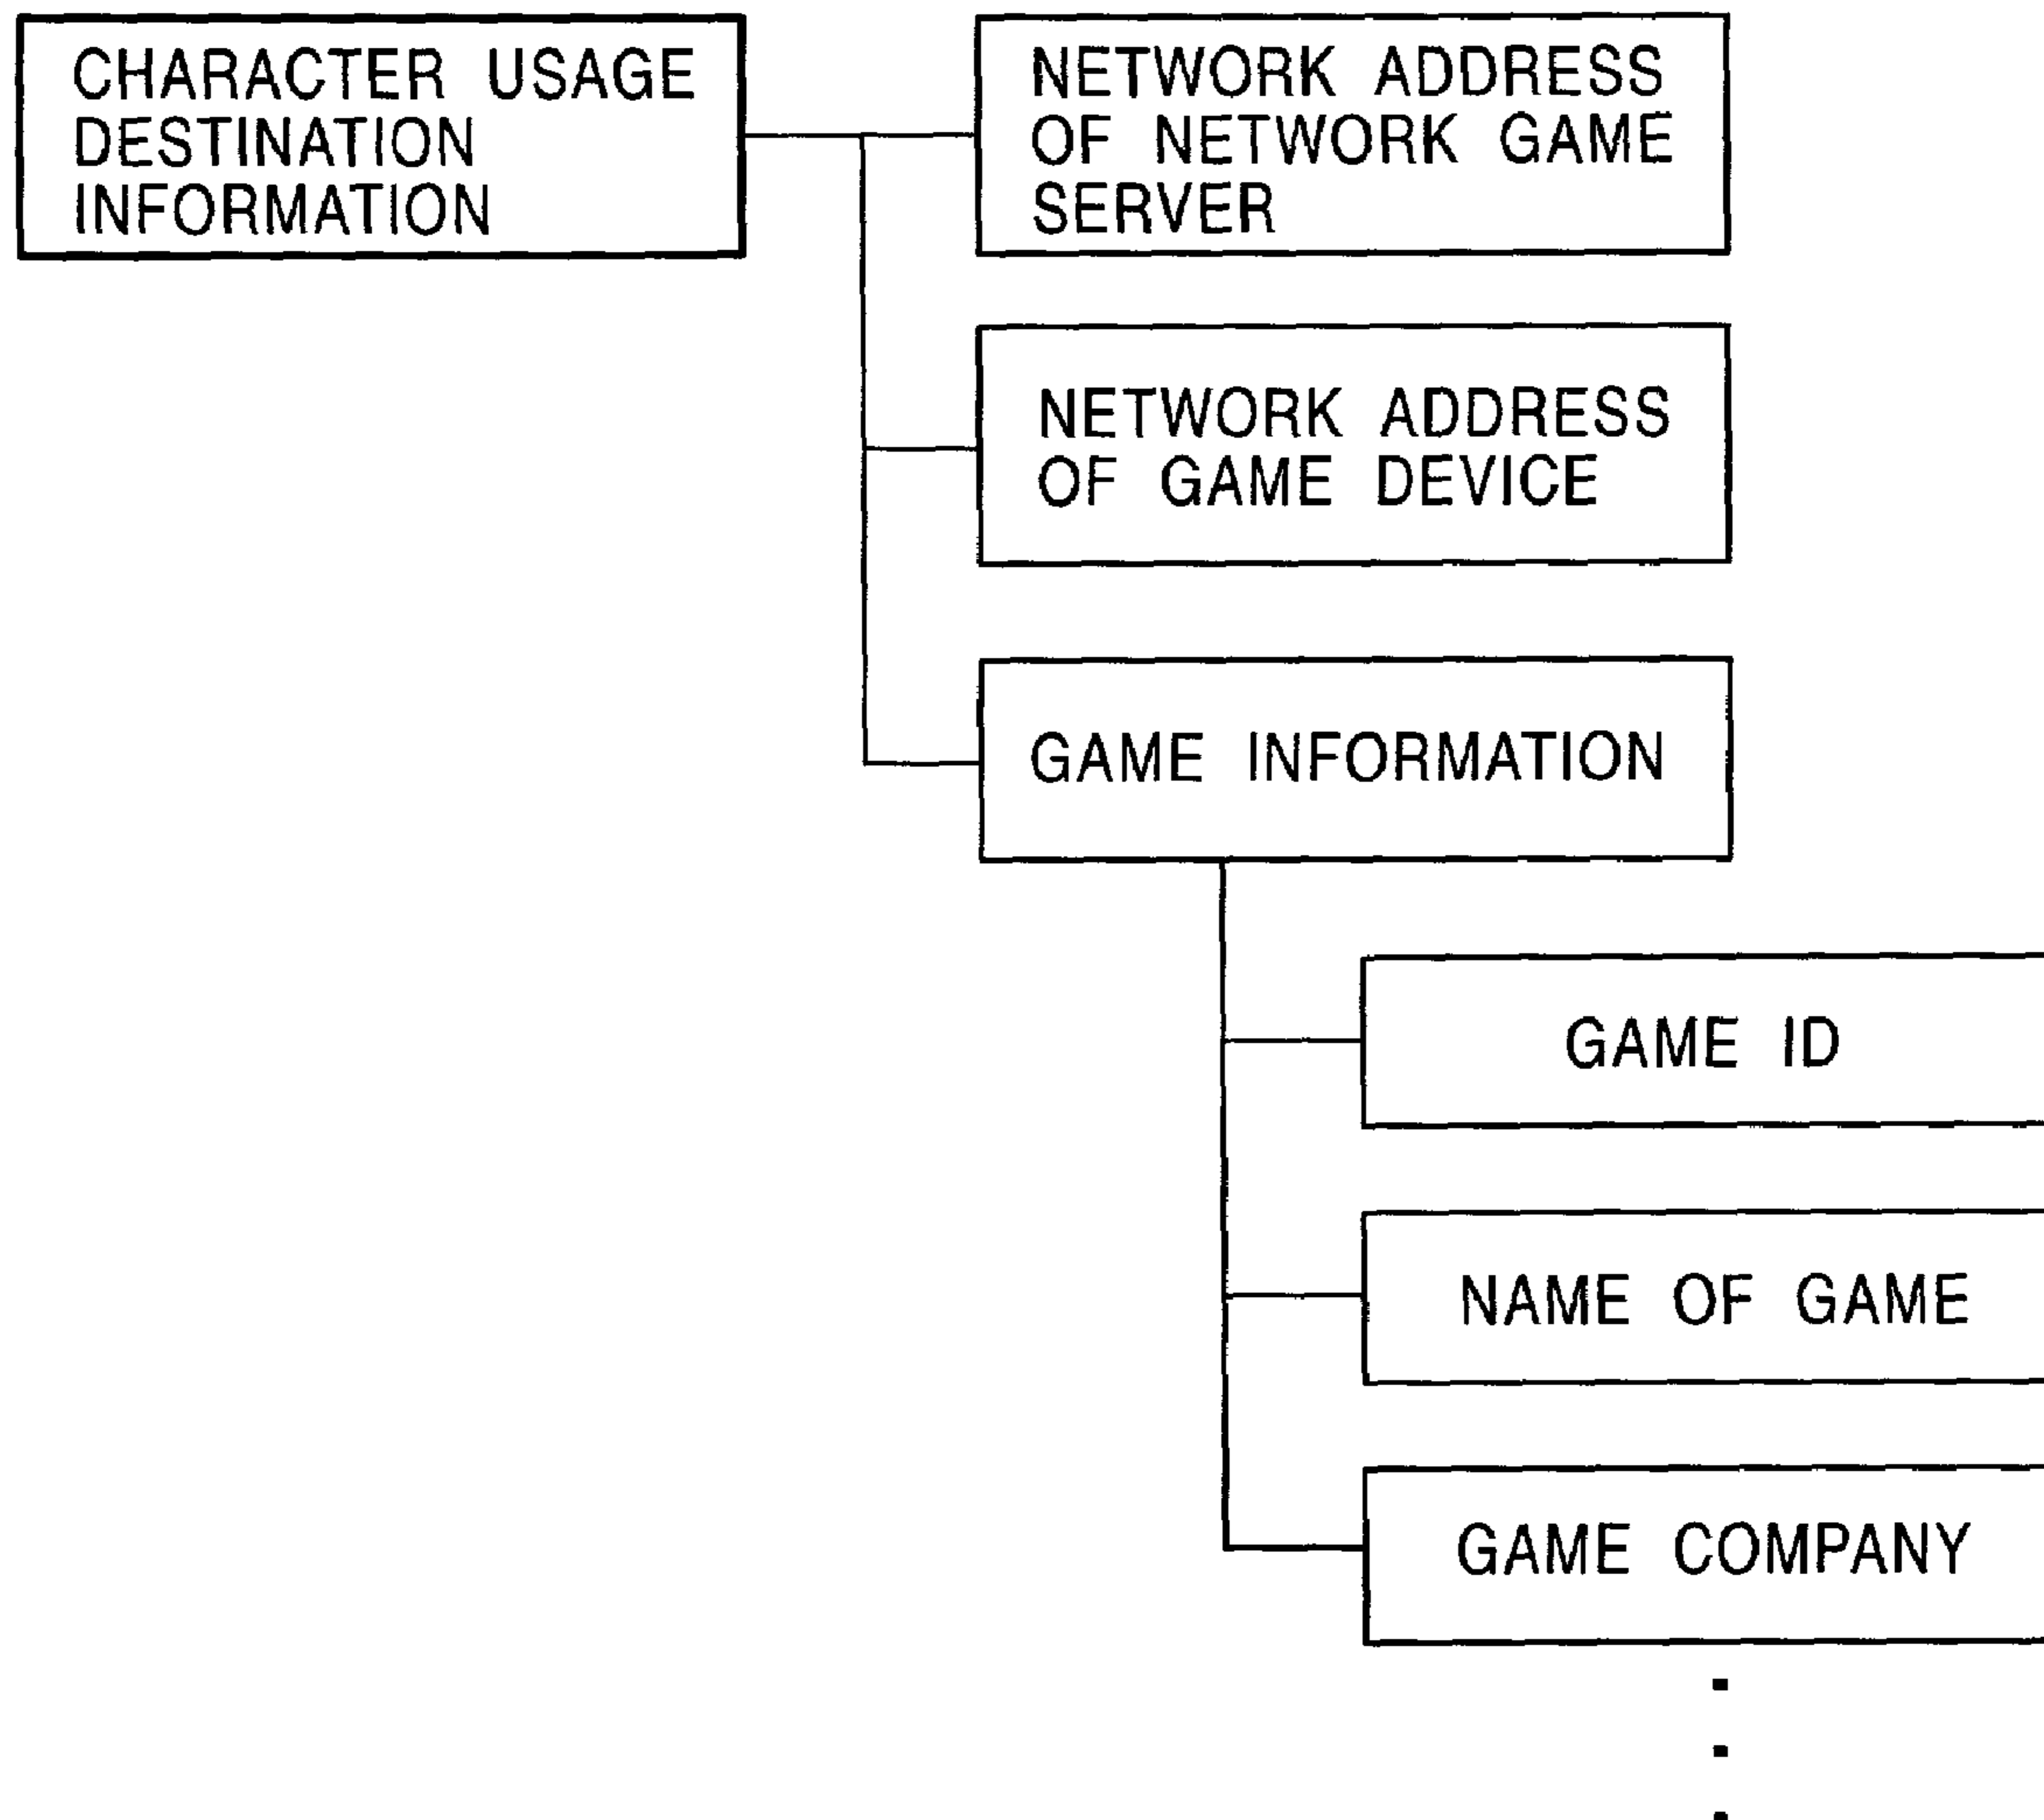 CHARACTER USAGE
DESTINATION
INFORMATION
NETWORK ADDRESS
OF NETWORK GAME
SERVER
NETWORK ADDRESS
OF GAME DEVICE
GAME INFORMATION
GAME ID
NAME OF GAME
GAME COMPANY